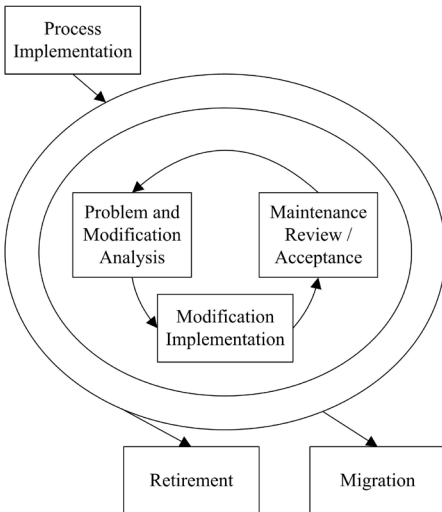 Process
Implementation
Problem and
Modification
Analysis
Maintenance
Review /
Acceptance
Modification
Implementation
Retirement
Migration